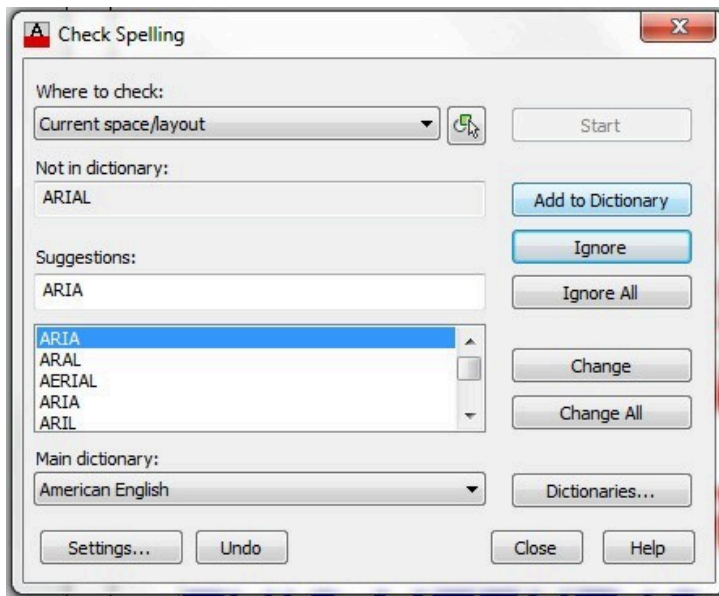 Check Spelling
Where to check:
Current space/layout
Start
Not in dictionary:
ARIAL
Add to Dictionary
Ignore
Suggestions:
ARIA
Ignore All
ARIA
ARAL
AERIAL
ARIA
ARIL
Change
Change All
Main dictionary:
American English
Dictionaries...
Settings...
Undo
Close
Help